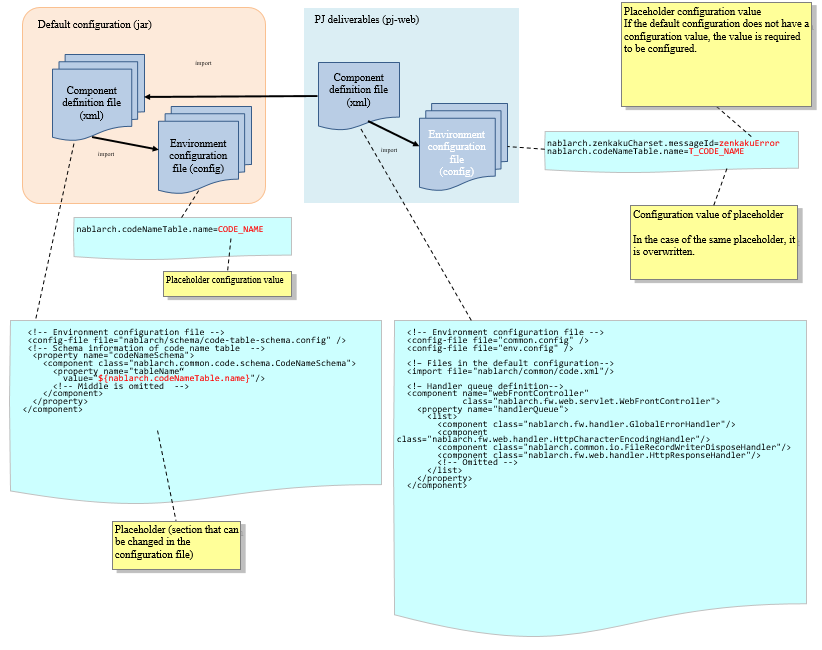 Default configuration (jar)
import
Component
definition file
(xml)
import
Environment
configuration
file (config)
PJ deliverables (pj-web)
Component
definition file
(xml)
import
Environment
configuration
file
(config)
Placeholder configuration value
If the default configuration does not have a
configuration value, the value is required
to be configured.
nablarch.zenkakuCharset.messageId=zenkakuError
nablarch.codeNameTable.name=T_CODE_NAME
Configuration value of placeholder
In the case of the same placeholder, it
is overwritten.
nablarch.codeNameTable.name=CODE_NAME
Placeholder configuration value
<!-- Environment configuration file -->
<config-file file="nablarch/schema/code-table-schema.config" />
<!-- Schema information of code name table  -->
<property name="codeNameSchema">
<component class="nablarch.common.code.schema.CodeNameSchema">
<property name="tableName“
value="${nablarch.codeNameTable.name}"/>
<!-- Middle is omitted  -->
</component>
</property>
</component>
Placeholder (section that can
be changed in the
configuration file)
<!-- Environment configuration file -->
<config-file file="common.config" />
<config-file file="env.config" />
<!— Files in the default configuration-->
<import file="nablarch/common/code.xml"/>
<!— Handler queue definition-->
<component name="webFrontController"
class="nablarch.fw.web.servlet.WebFrontController">
<property name="handlerQueue">
<list>
<component class="nablarch.fw.handler.GlobalErrorHandler"/>
<component
class="nablarch.fw.web.handler.HttpCharacterEncodingHandler"/>
<component class="nablarch.common.io.FileRecordWriterDisposeHandler"/>
<component class="nablarch.fw.web.handler.HttpResponseHandler"/>
<!-- Omitted -->
</list>
</property>
</component>